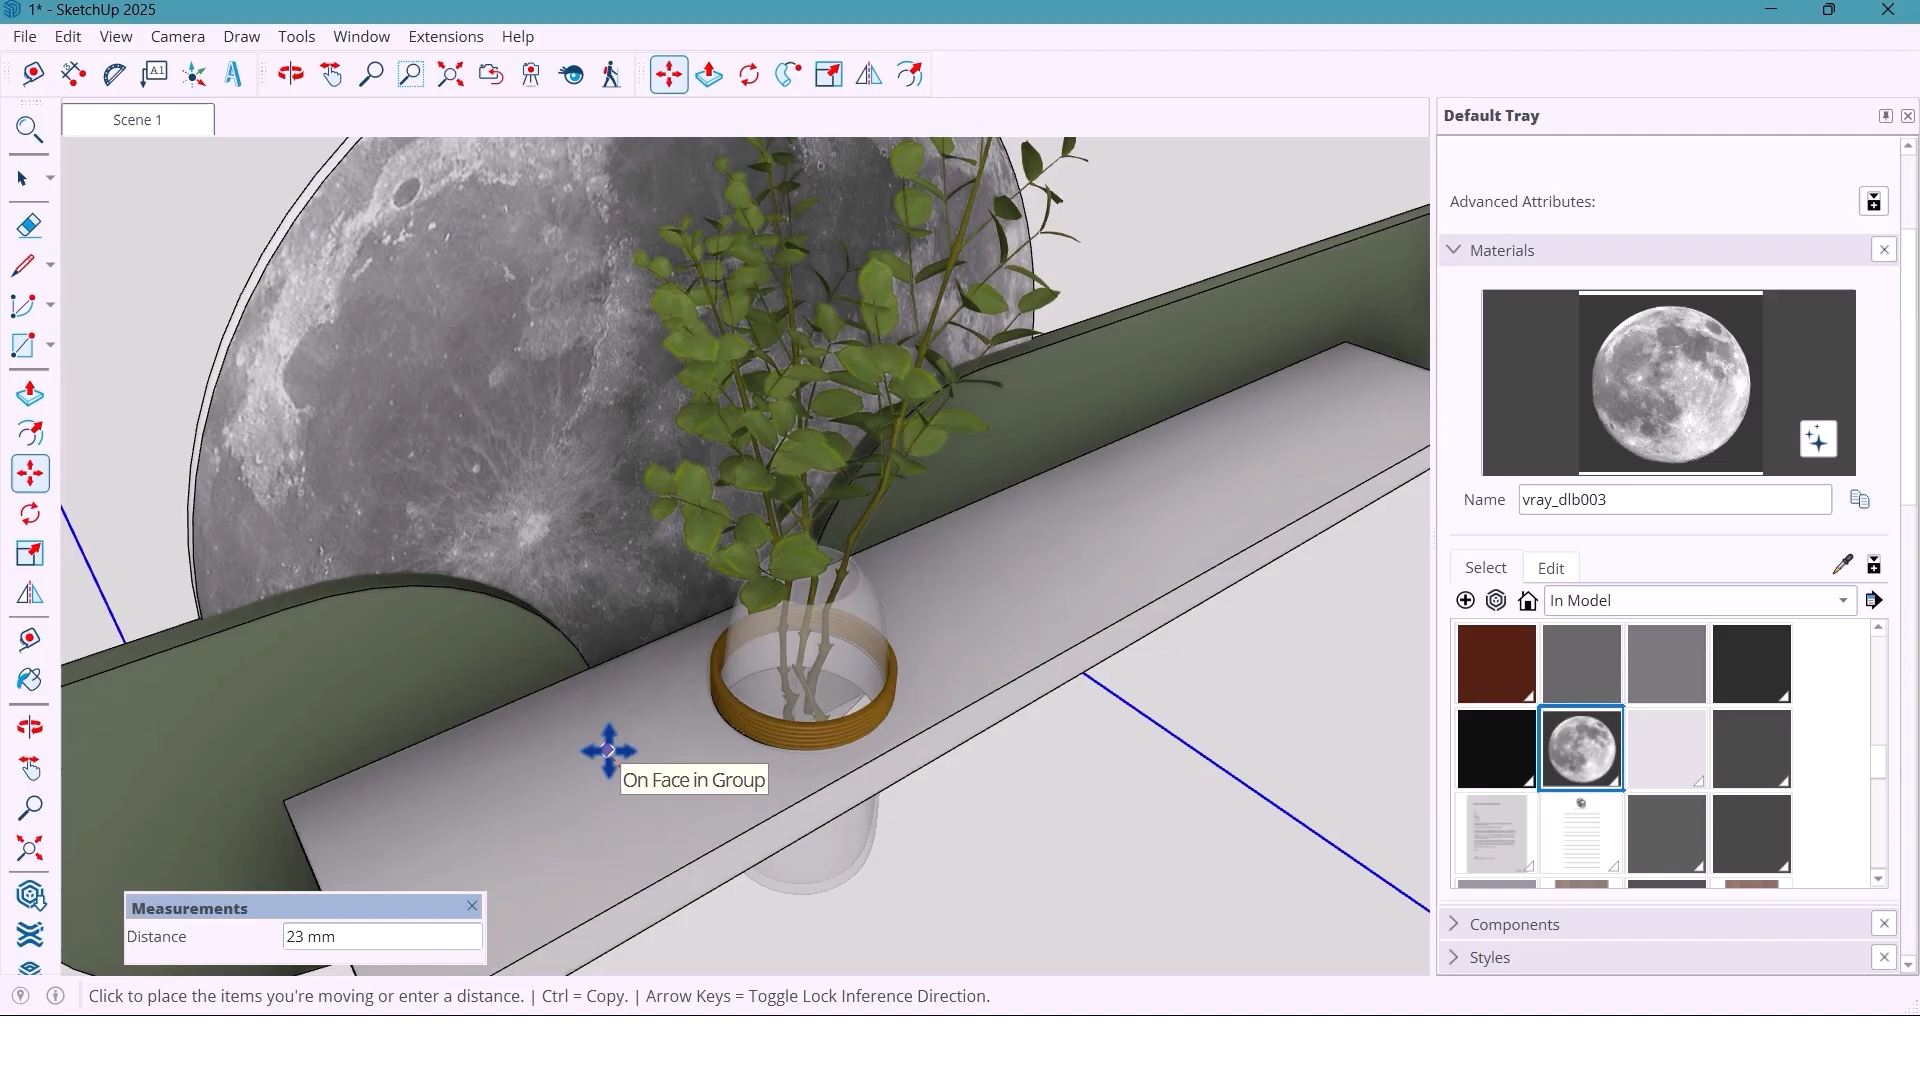 1* - SketchUp 2025
File Edit View Camera Draw Tools Window Extensions Help
A1
Scene 1
Default Tray
Advanced Attributes:
Materials
Name vray_dlb003
Select Edit
In Model
On Face in Group
Measurements
Distance 23 mm
Components
Styles
Click to place the items you're moving or enter a distance. | Ctrl = Copy. | Arrow Keys = Toggle Lock Inference Direction.